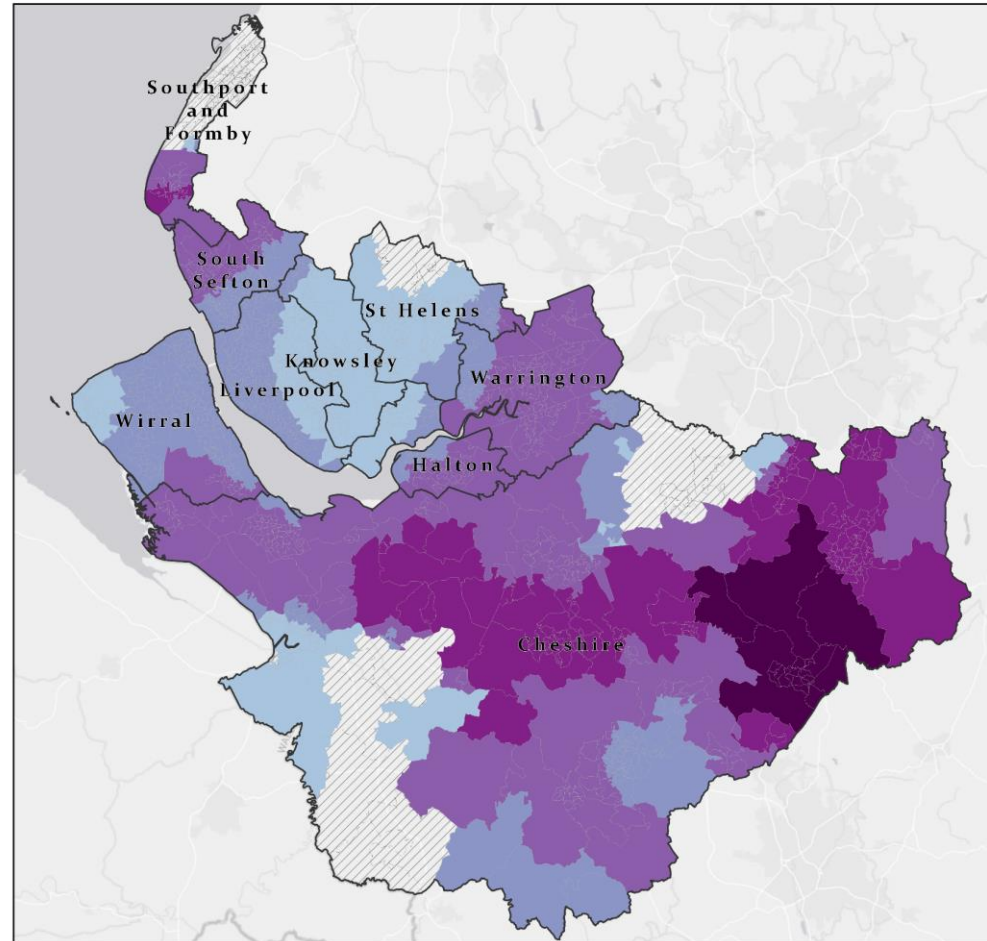 Southport
and
Formby
South
Sefton
St Helens
Knowsley
Liverpool
Warrington
Wirral
Halton
Cheshire